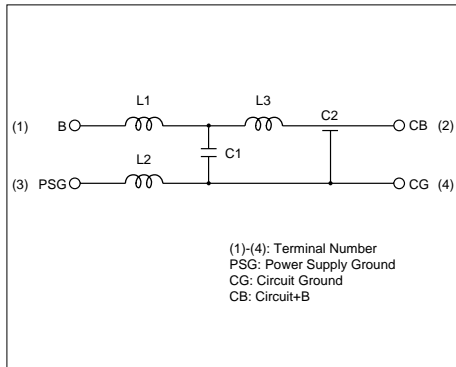 L1
L3
C2
(1) B
CB (2)
C1
L2
(3) PSG
CG (4)
(1)-(4): Terminal Number
PSG: Power Supply Ground
CG: Circuit Ground
CB: Circuit+B